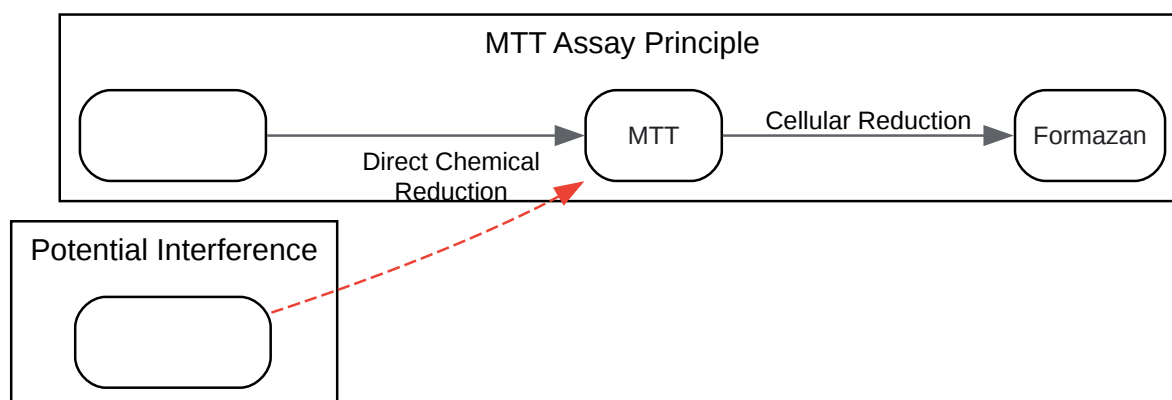 MTT Assay Principle
MTT
Cellular Reduction
Formazan
Direct Chemical
Reduction
Potential Interference